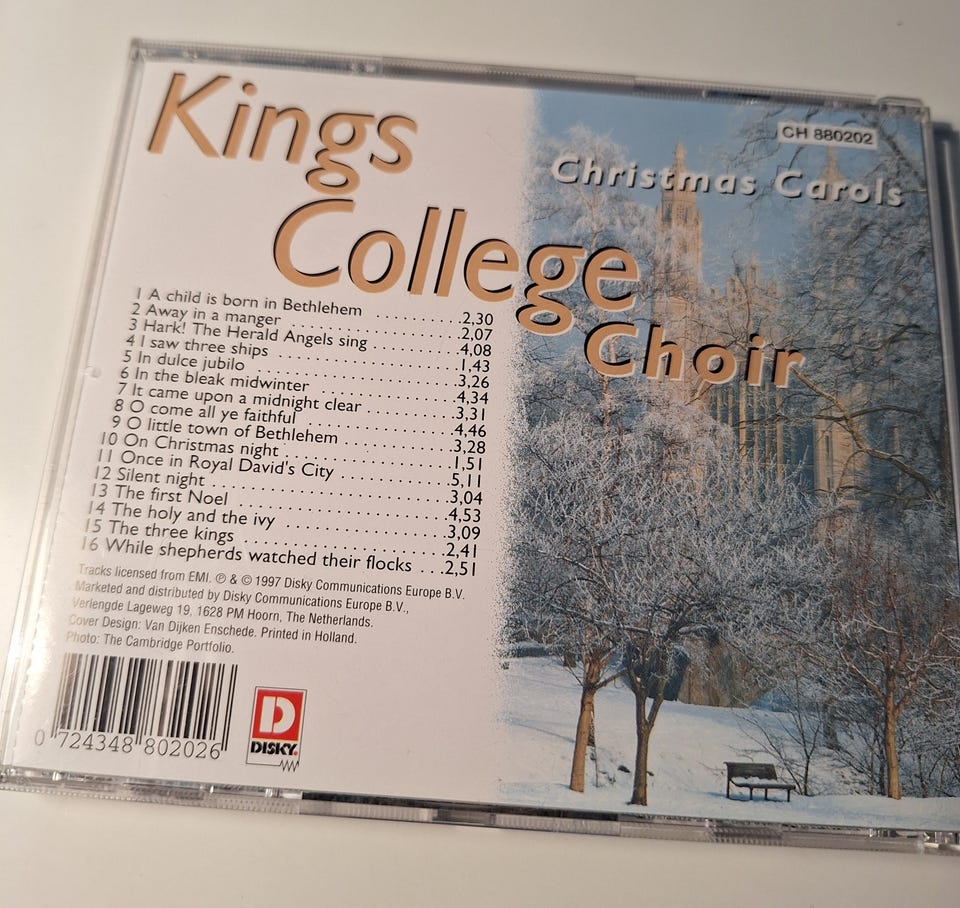 Kings
College
Choir
Christmas Carols
CH 880202
1 A child is born in Bethlehem ........... .2,30
2 Away in a manger ........................ .2,07
3 Hark! The Herald Angels sing ........... .4,08
4 I saw three ships ........................ 1,43
5 In dulce jubilo ........................... .3,26
6 In the bleak midwinter .................. .4,34
7 It came upon a midnight clear .......... .3,31
8 O come all ye faithful ................... .4,46
9 O little town of Bethlehem .............. .3,28
10 On Christmas night ..................... .1,51
11 Once in Royal David's City ............. .5,11
12 Silent night ............................ .3,04
13 The first Noel .......................... .4,53
14 The holy and the ivy ................... .3,09
15 The three kings ........................ .2,41
16 While shepherds watched their flocks ...2,51
Tracks licensed from EMI. ℗ & © 1997 Disky Communications Europe B.V.
Marketed and distributed by Disky Communications Europe B.V.,
Verlengde Lageweg 19, 1628 PM Hoorn, The Netherlands.
Cover Design: Van Dijken Enschede. Printed in Holland.
Photo: The Cambridge Portfolio.
0 724348 802026
D
DISKY.